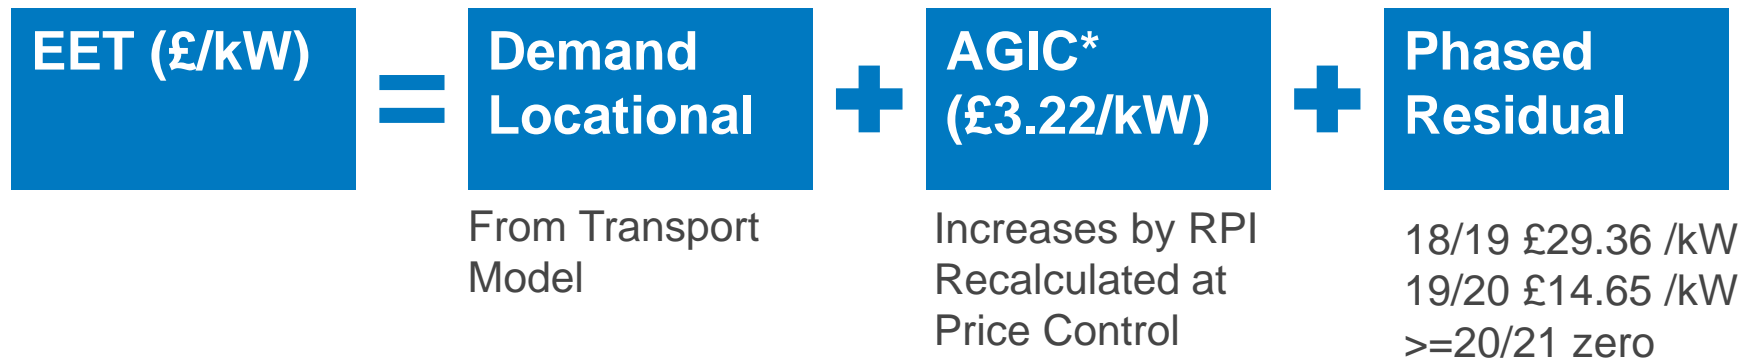 EET (£/kW)
=
Demand
Locational
+
AGIC*
(£3.22/kW)
+
Phased
Residual
From Transport
Model
Increases by RPI
Recalculated at
Price Control
18/19 £29.36 /kW
19/20 £14.65 /kW
>=20/21 zero